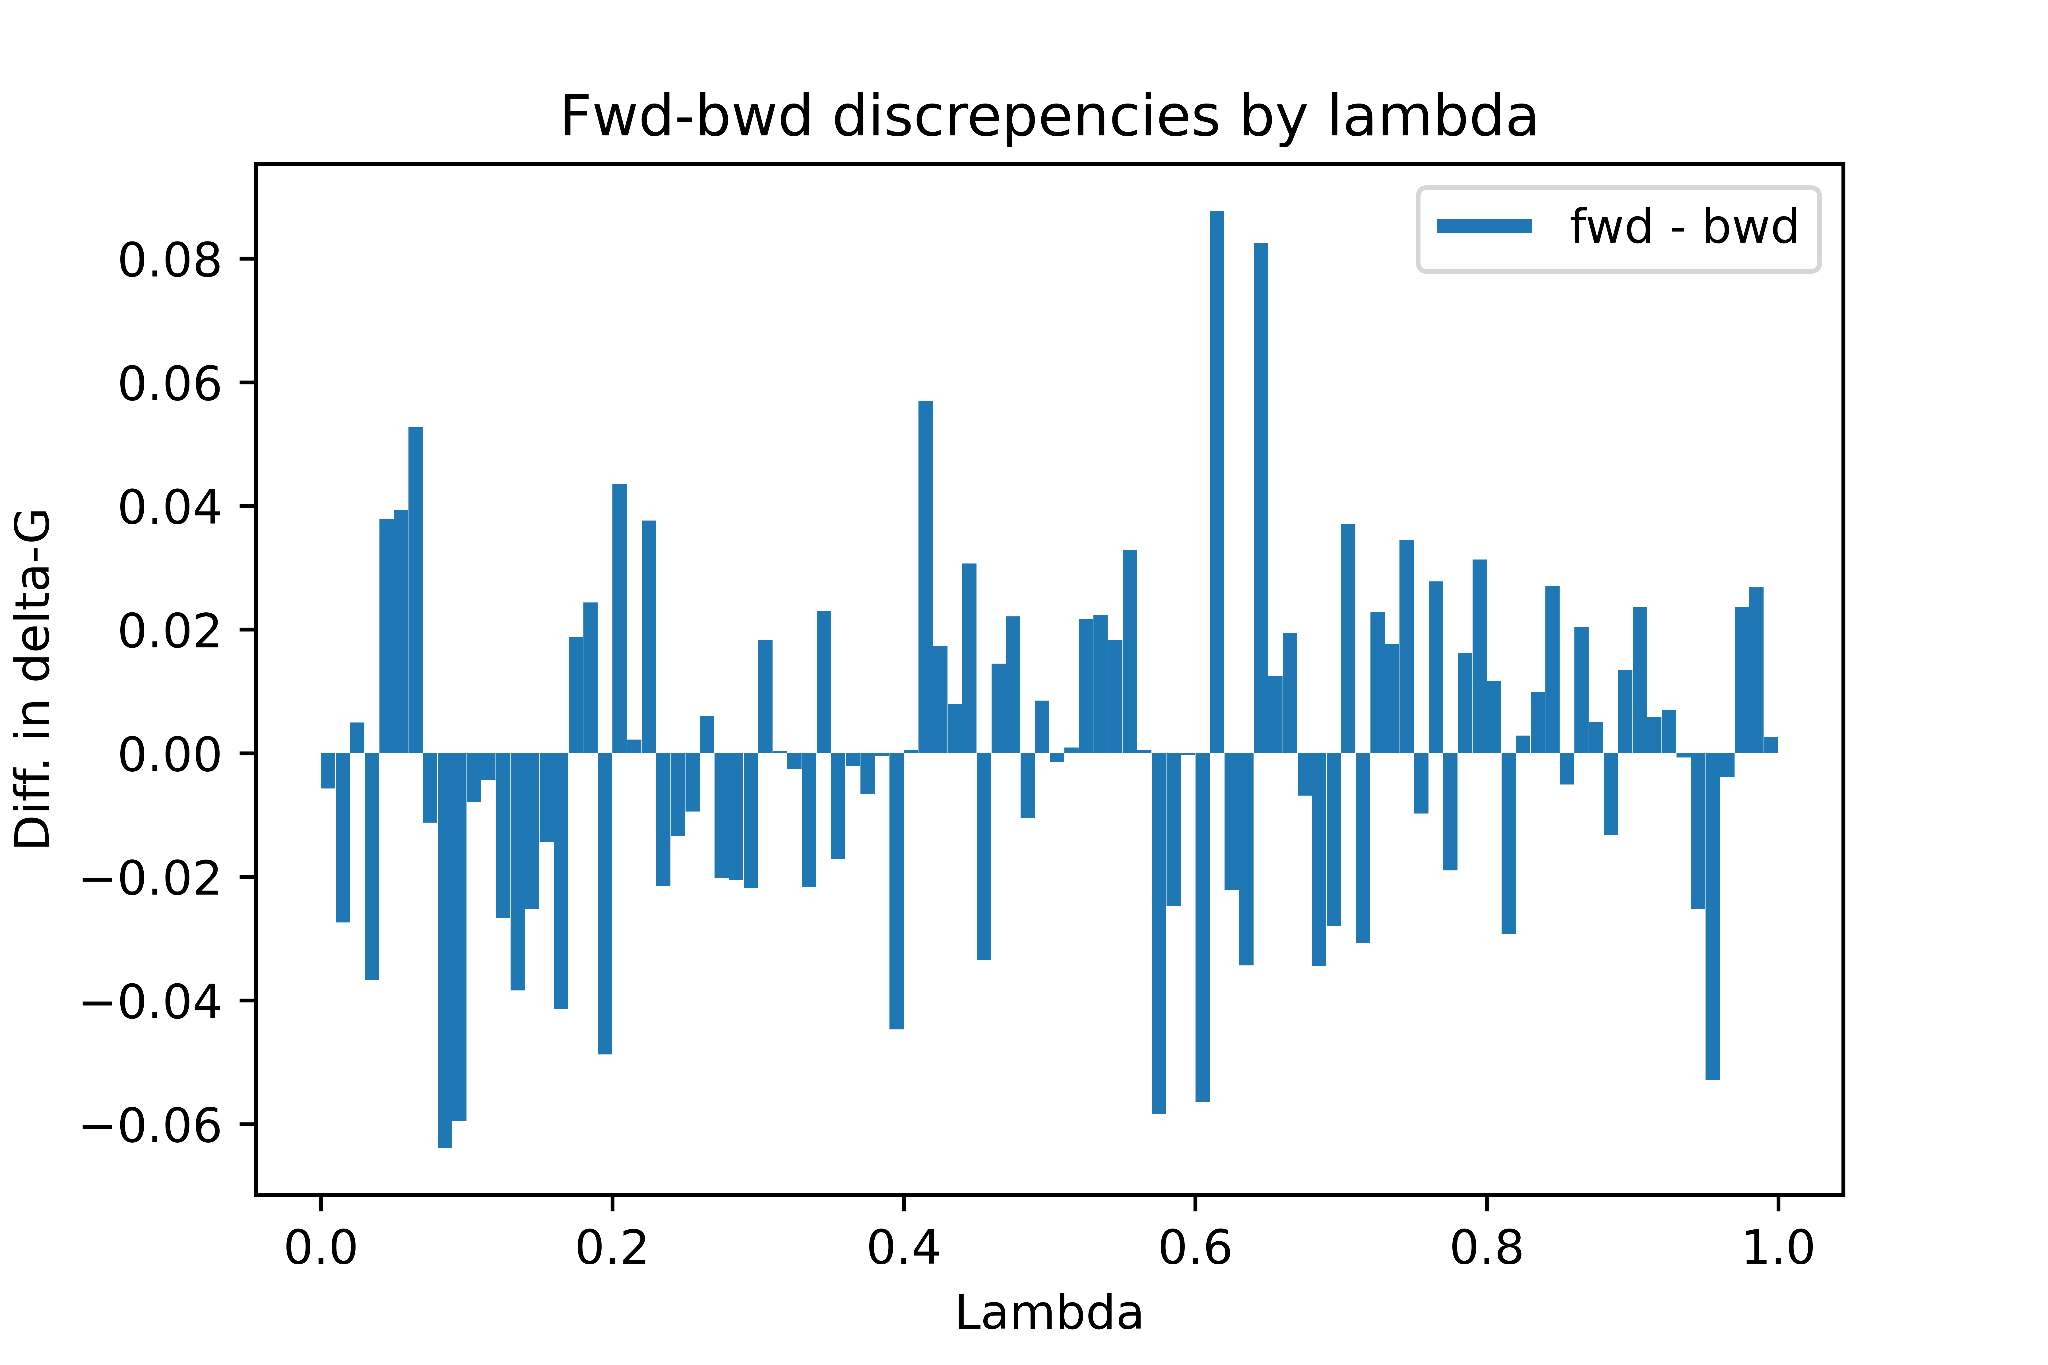 Fwd-bwd discrepencies by lambda
fwd - bwd
Diff. in delta-G
0.08
0.06
0.04
0.02
0.00
−0.02
−0.04
−0.06
0.0 0.2 0.4 0.6 0.8 1.0
Lambda